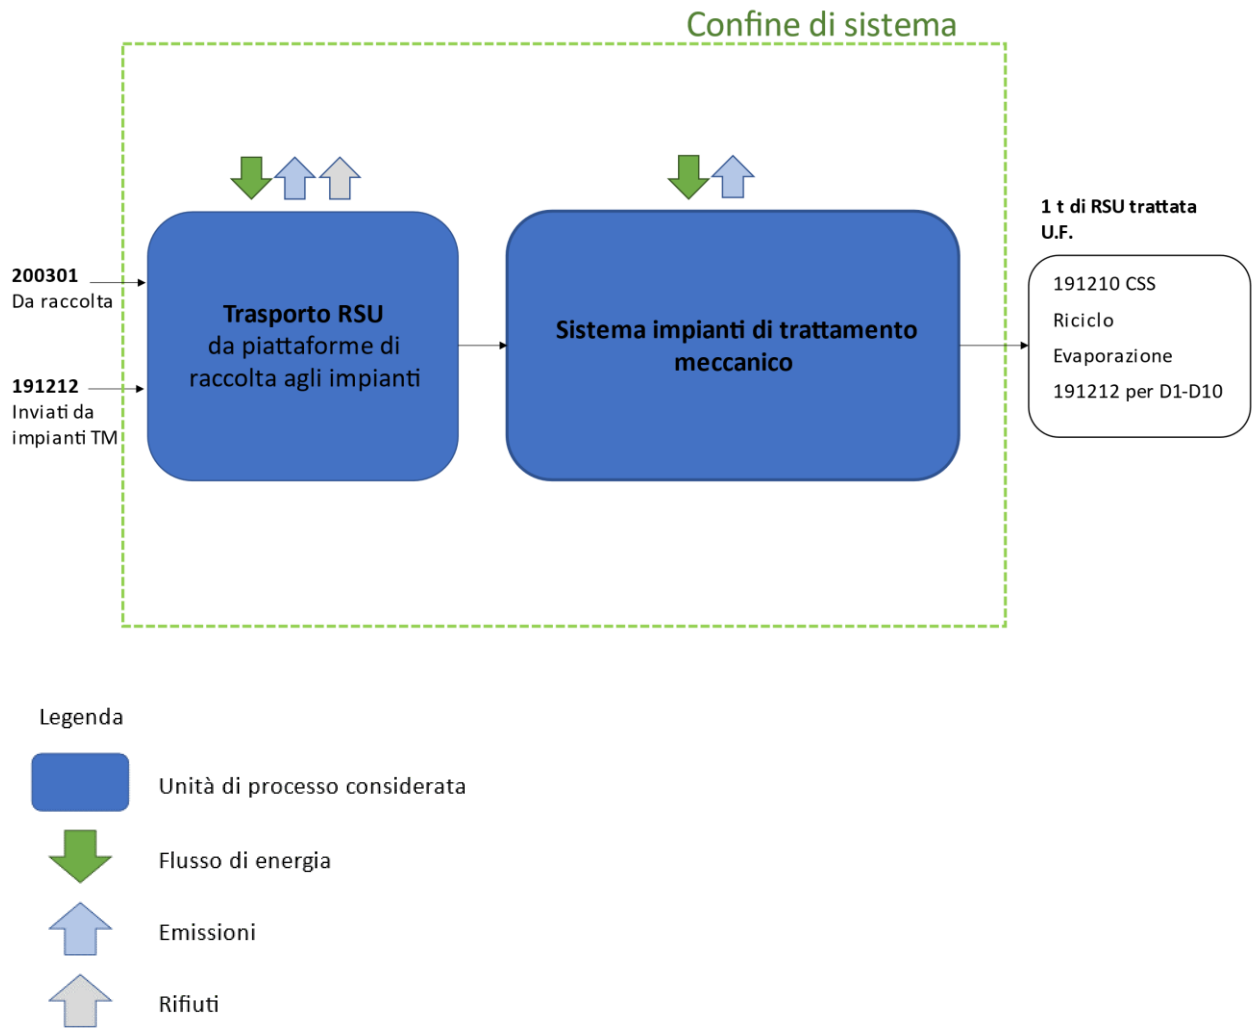 Confine di sistema
200301
Da raccolta
191212
Inviati da
impianti TM
Trasporto RSU
da piattaforme di
raccolta agli impianti
Sistema impianti di trattamento
meccanico
1 t di RSU trattata
U.F.
191210 CSS
Riciclo
Evaporazione
191212 per D1-D10
Legenda
Unità di processo considerata
Flusso di energia
Emissioni
Rifiuti